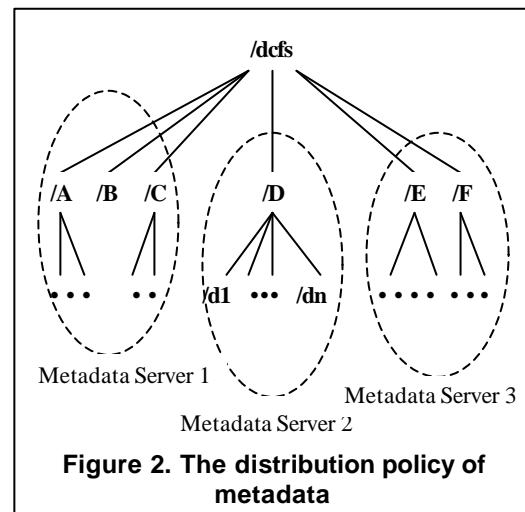 /dcfs
/A /B /C /D /E /F
• • • • • /d1 ••• /dn • • • • • • •
Metadata Server 1
Metadata Server 3
Metadata Server 2
Figure 2. The distribution policy of
metadata